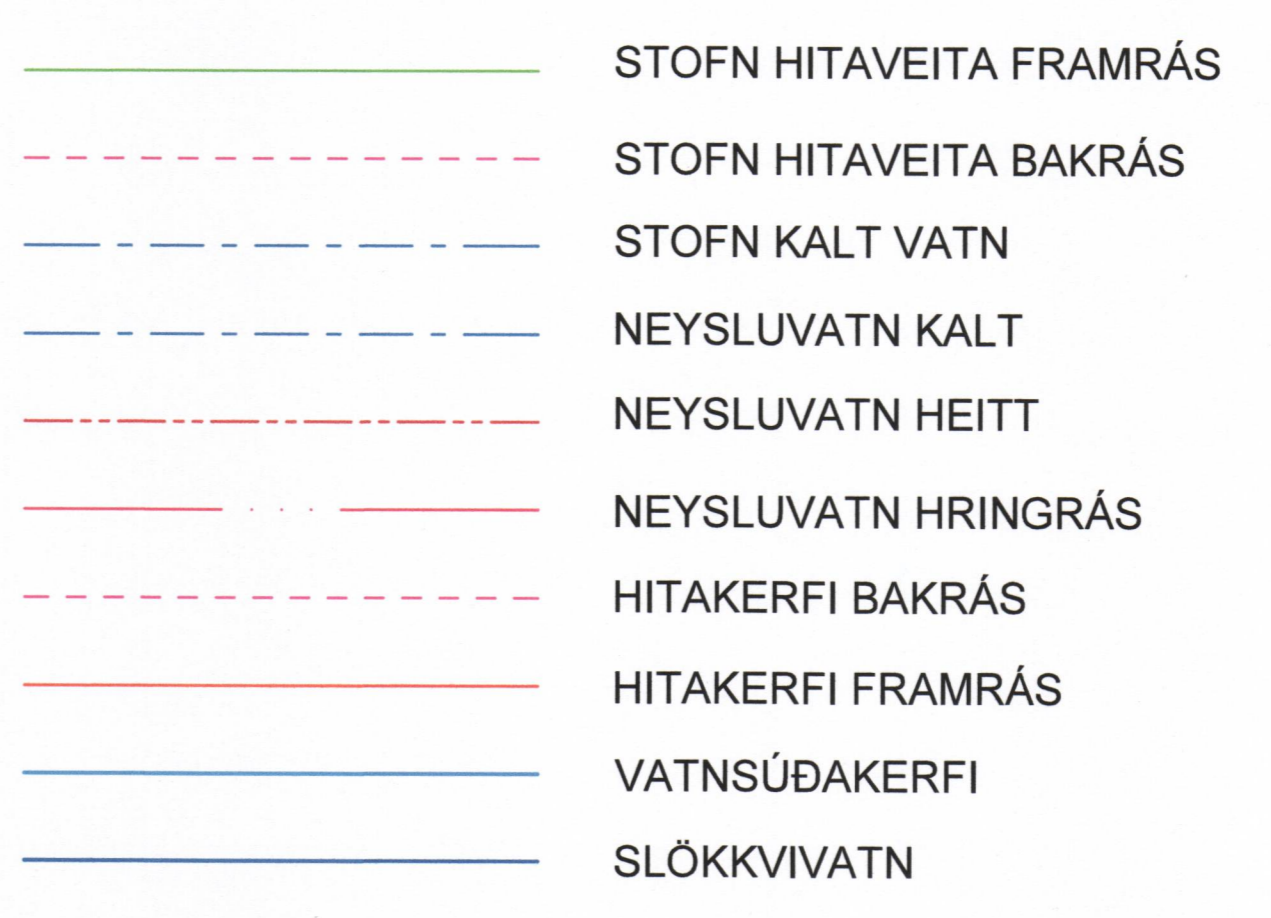 STOFN HITAVEITA FRAMRÁS
STOFN HITAVEITA BAKRÁS
STOFN KALT VATN
NEYSLUVATN KALT
NEYSLUVATN HEITT
NEYSLUVATN HRINGRÁS
HITAKERFI BAKRÁS
HITAKERFI FRAMRÁS
VATNSÚÐAKERFI
SLÖKKVIVATN